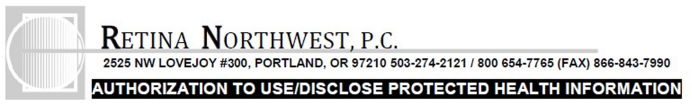 RETINA NORTHWEST, P.C.
2525 NW LOVEJOY #300, PORTLAND, OR 97210 503-274-2121 / 800 654-7765 (FAX) 866-843-7990
AUTHORIZATION TO USE/DISCLOSE PROTECTED HEALTH INFORMATION